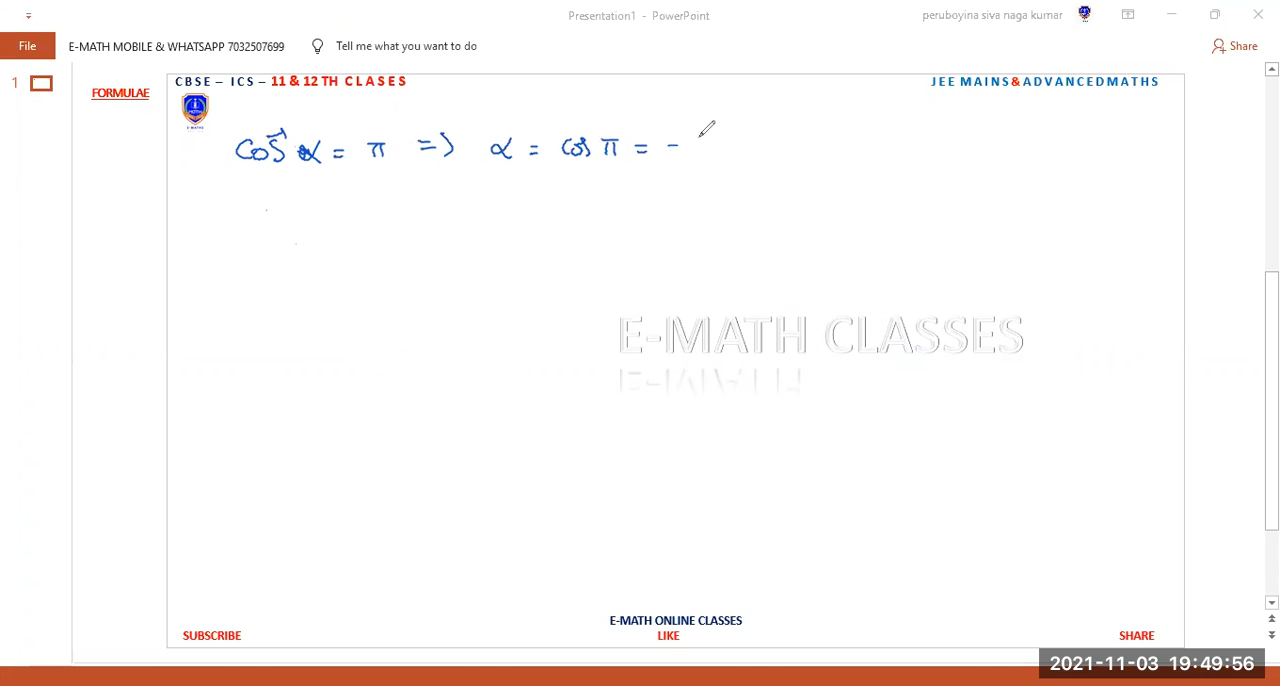 Presentation1 - PowerPoint
peruboyina siva naga kumar
File
E-MATH MOBILE & WHATSAPP 7032507699
Tell me what you want to do
Share
1
FORMULAE
CBSE – ICS – 11 & 12 TH CLASES
JEE MAINS&ADVANCEDMATHS
Cos⁻¹ α = π => α = cos π = -
E-MATH CLASSES
E-MATH ONLINE CLASSES
SUBSCRIBE
LIKE
SHARE
2021-11-03 19:49:56